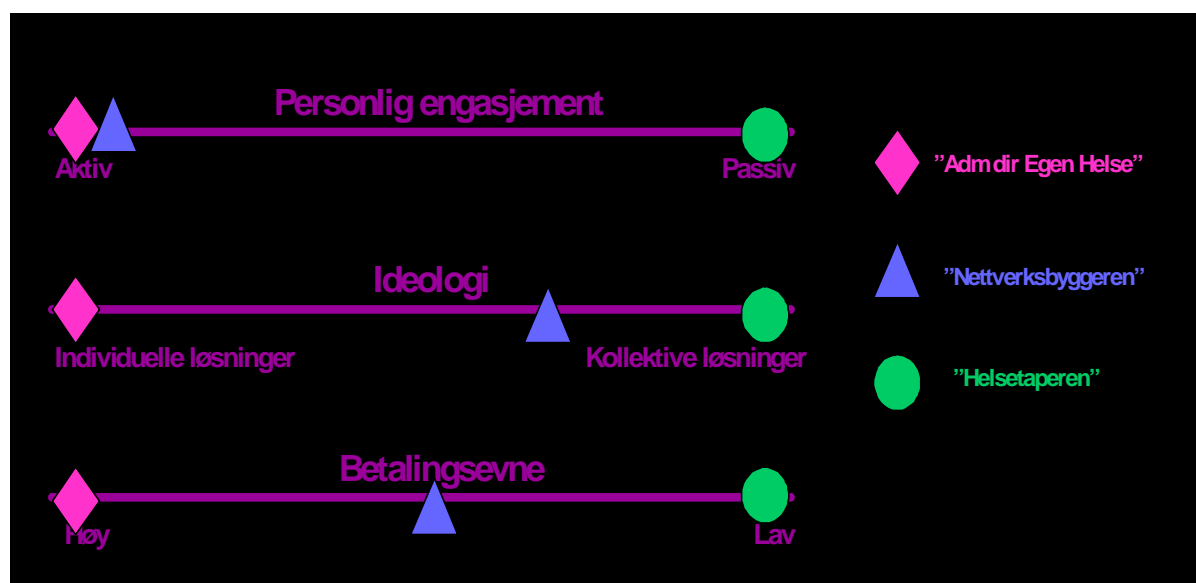 Personlig engasjement
Aktiv
Passiv
Ideologi
Individuelle løsninger
Kollektive løsninger
Betalingsevne
Høy
Lav
”Adm dir Egen Helse”
”Nettverksbyggeren”
”Helsetaperen”